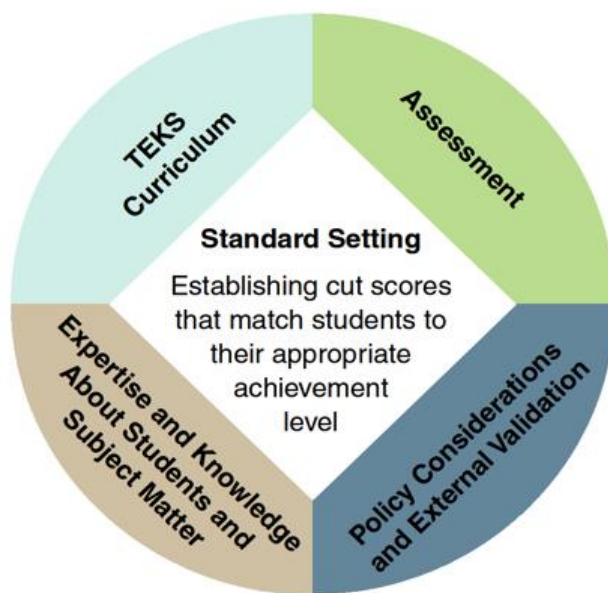 TEKS
Curriculum
Assessment
Standard Setting
Establishing cut scores
that match students to
their appropriate
achievement
level
Expertise and Knowledge
About Students and
Subject Matter
Policy Considerations
and External Validation